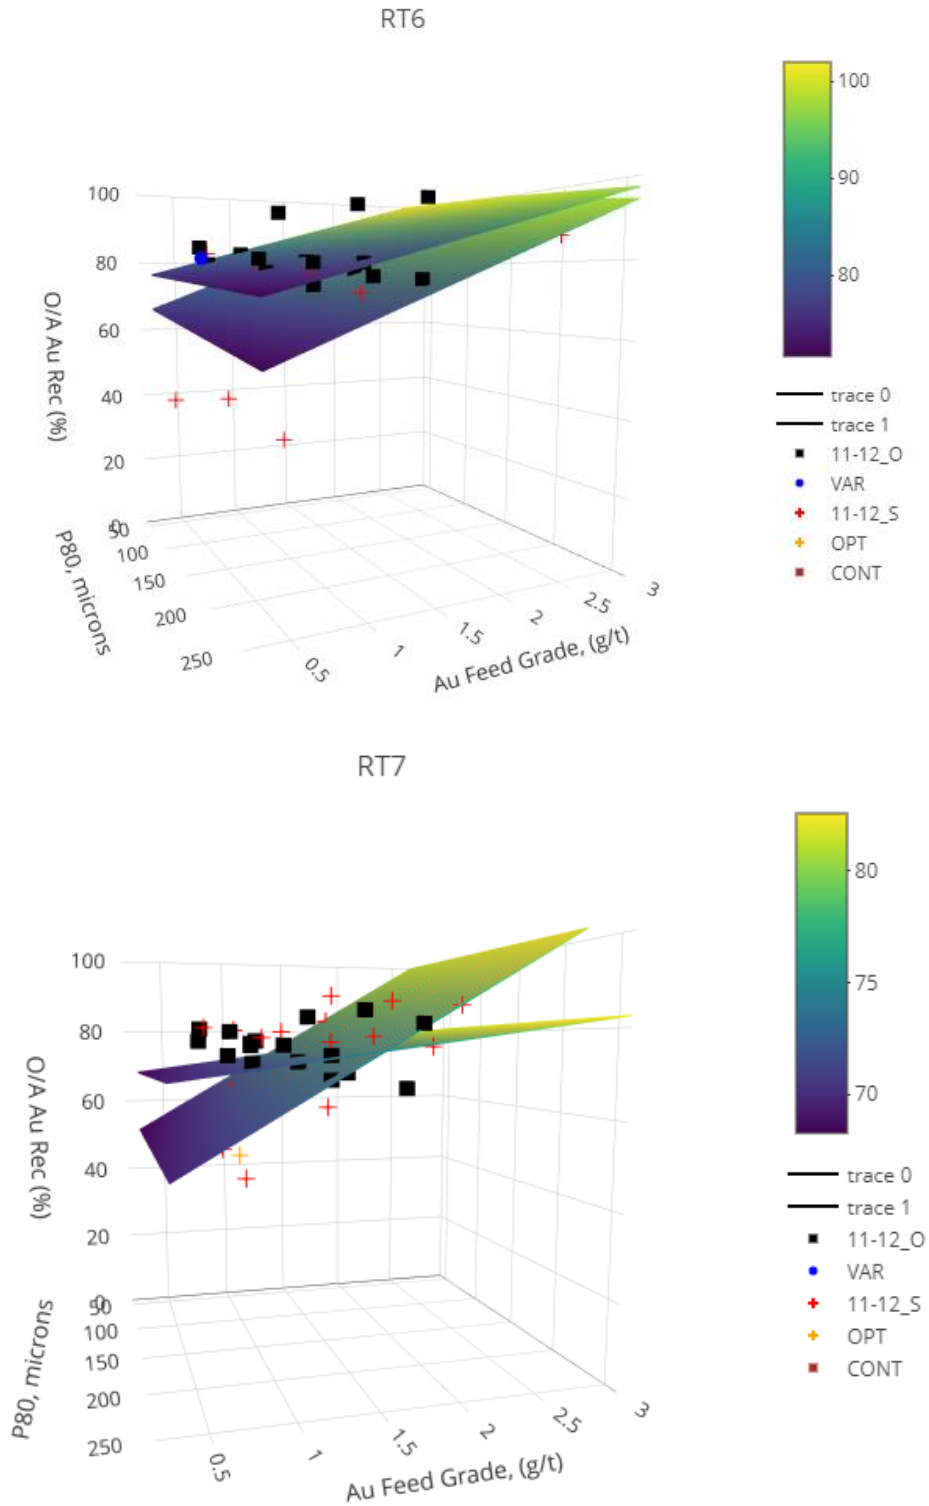 RT6
100
80
60
40
20
0
O/A Au Rec (%)
50
100
150
200
250
P80, microns
0.5
1
1.5
2
2.5
3
Au Feed Grade, (g/t)
100
90
80
trace 0
trace 1
11-12_O
VAR
11-12_S
OPT
CONT
RT7
100
80
60
40
20
0
O/A Au Rec (%)
50
100
150
200
250
P80, microns
0.5
1
1.5
2
2.5
3
Au Feed Grade, (g/t)
80
75
70
trace 0
trace 1
11-12_O
VAR
11-12_S
OPT
CONT